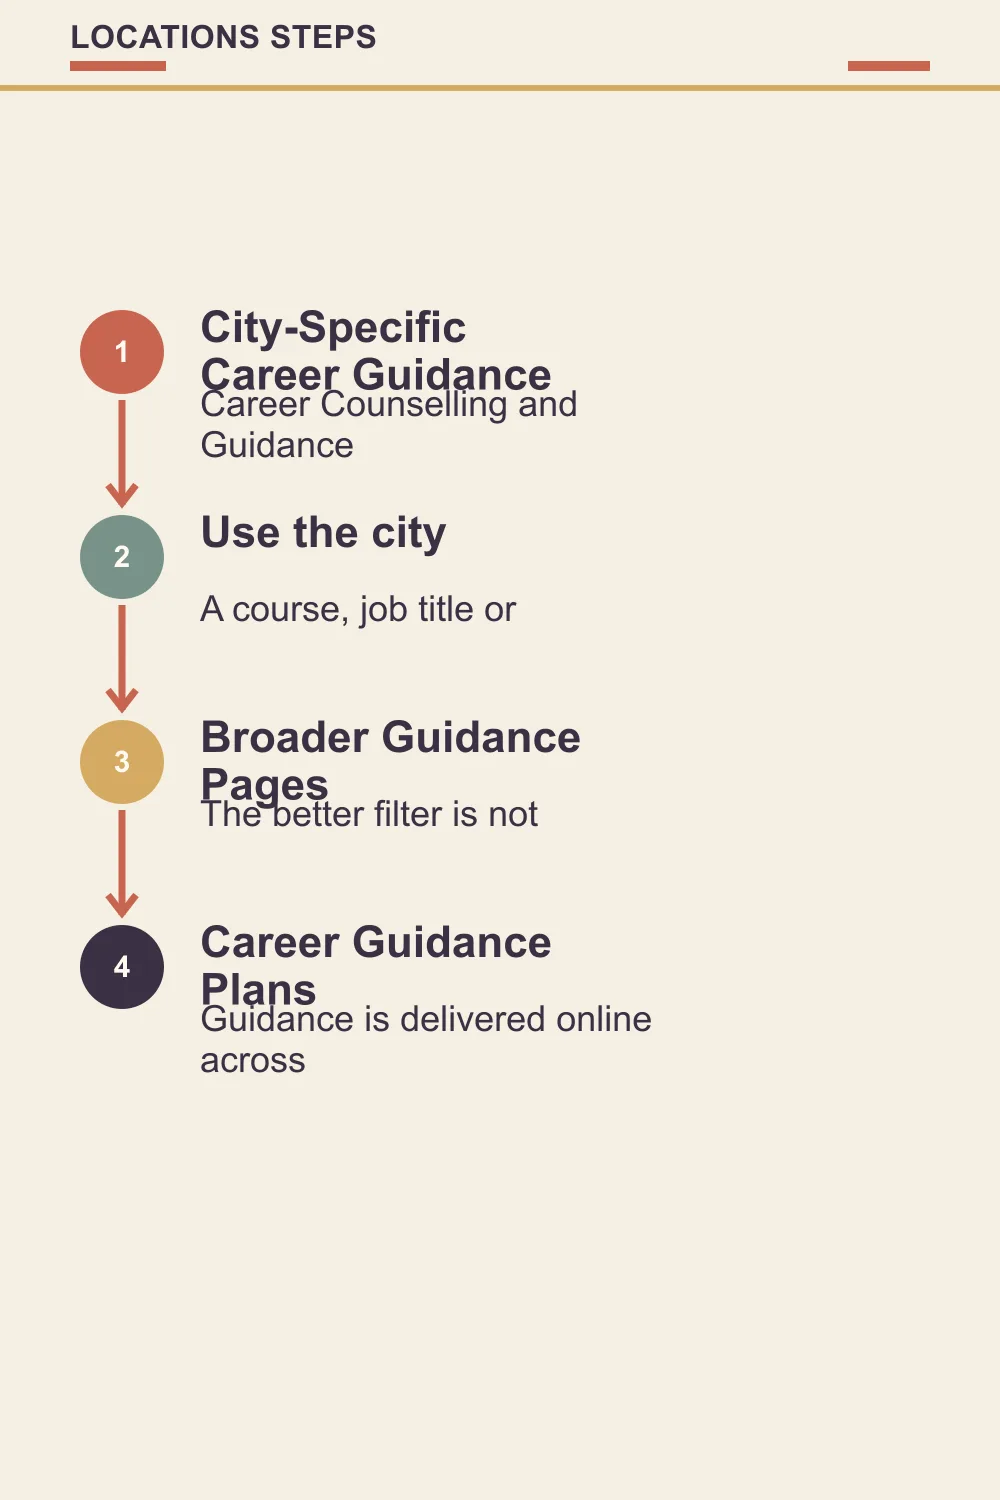 LOCATIONS STEPS
1
City-Specific
Career Guidance
Career Counselling and
Guidance
2
Use the city
A course, job title or
3
Broader Guidance
Pages
The better filter is not
4
Career Guidance
Plans
Guidance is delivered online
across